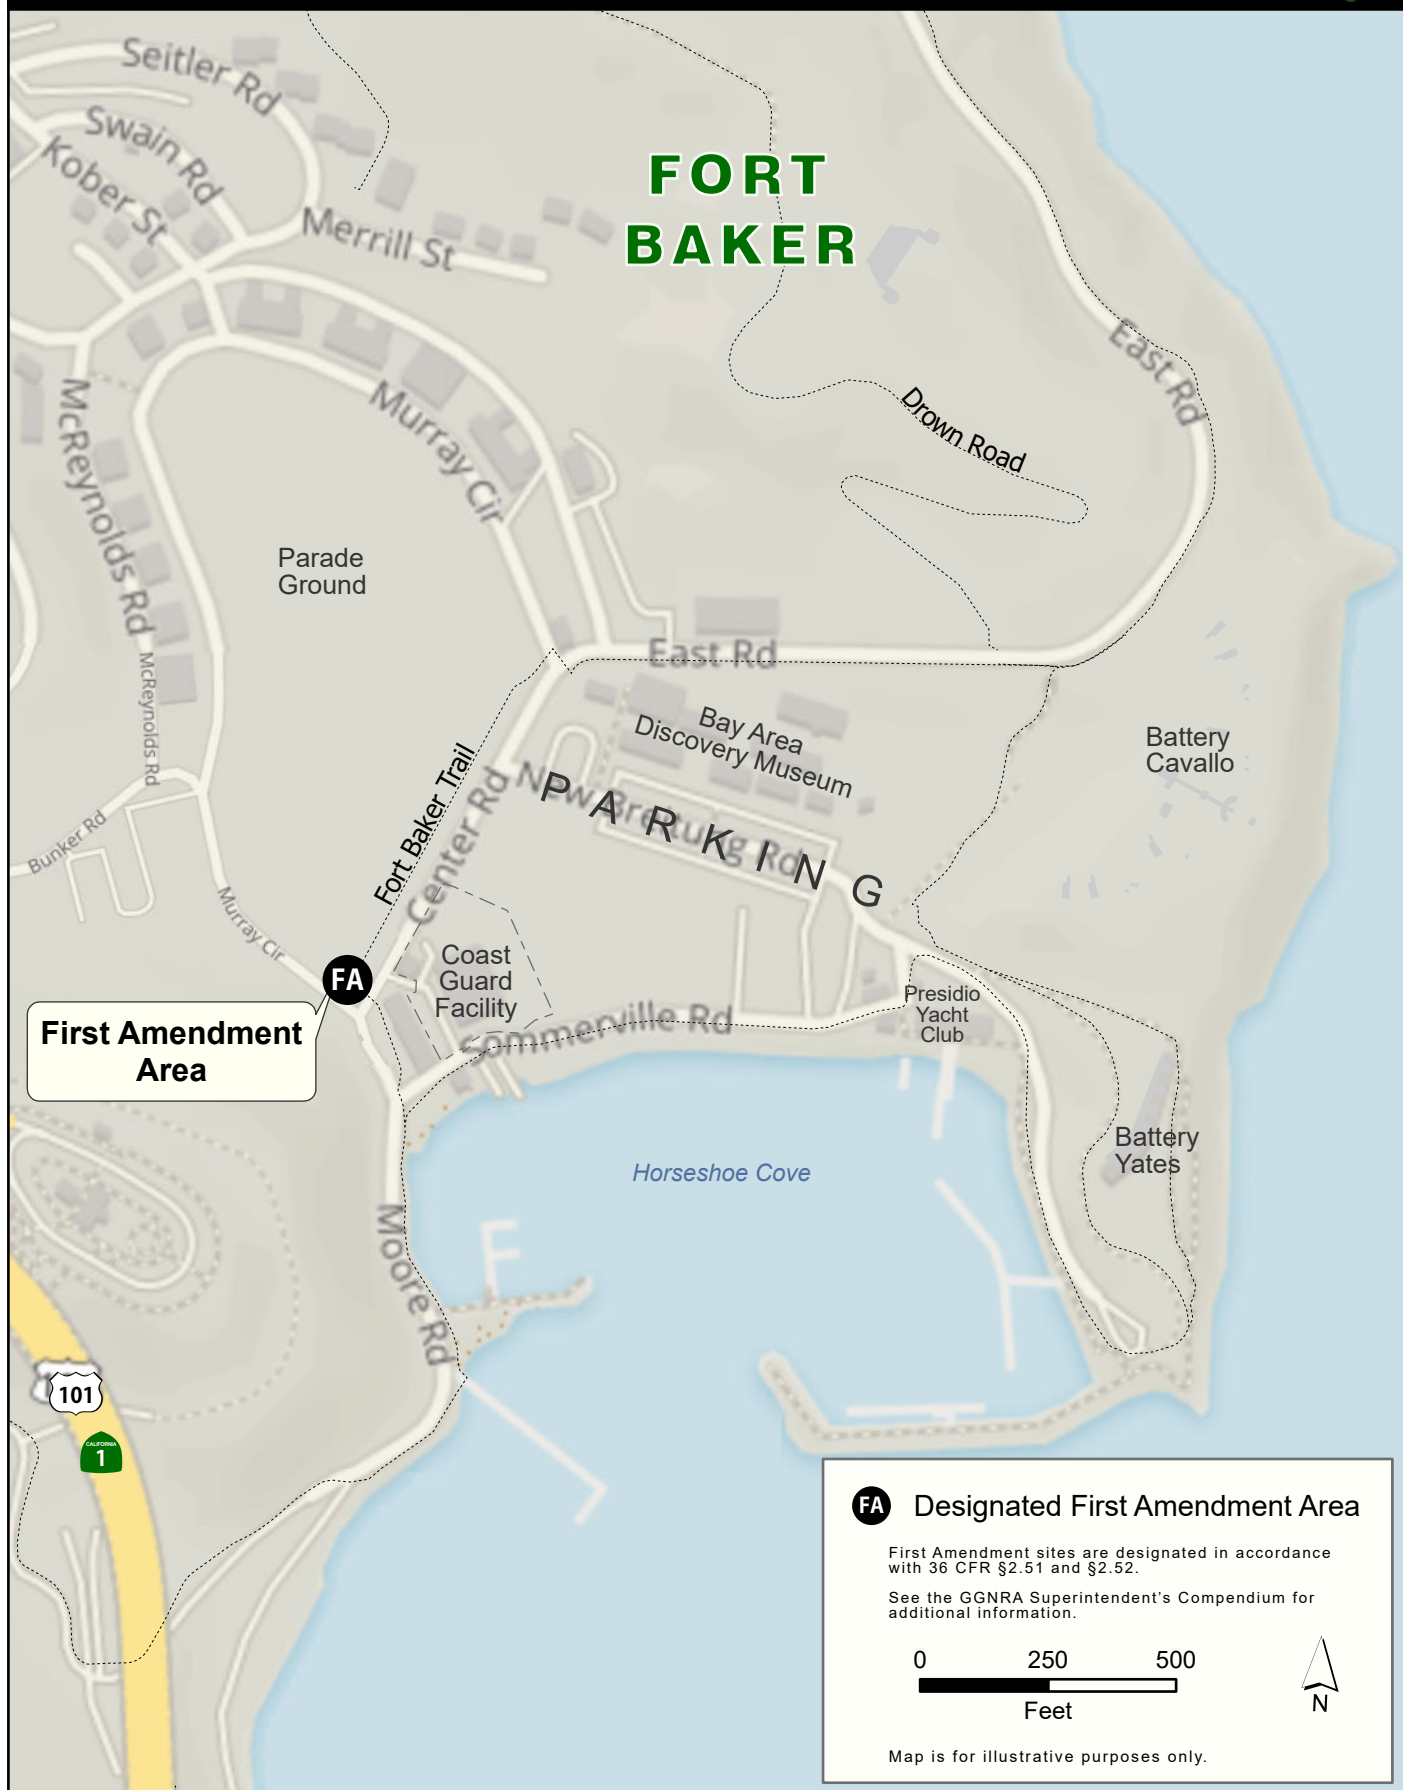 Seitler Rd
Swain Rd
Kober St
Merrill St
FORT
BAKER
East Rd
Drown Road
McReynolds Rd
Murray Cir
Parade
Ground
East Rd
McReynolds Rd
Bay Area
Discovery Museum
Battery
Cavallo
Fort Baker Trail
Center Rd
New Breitung Rd
PARKING
Bunker Rd
Murray Cir
FA
Coast
Guard
Facility
First Amendment
Area
Sommerville Rd
Presidio
Yacht
Club
Battery
Yates
Horseshoe Cove
Moore Rd
101
CALIFORNIA
1
FA Designated First Amendment Area
First Amendment sites are designated in accordance
with 36 CFR §2.51 and §2.52.
See the GGNRA Superintendent's Compendium for
additional information.
0 250 500
Feet
N
Map is for illustrative purposes only.